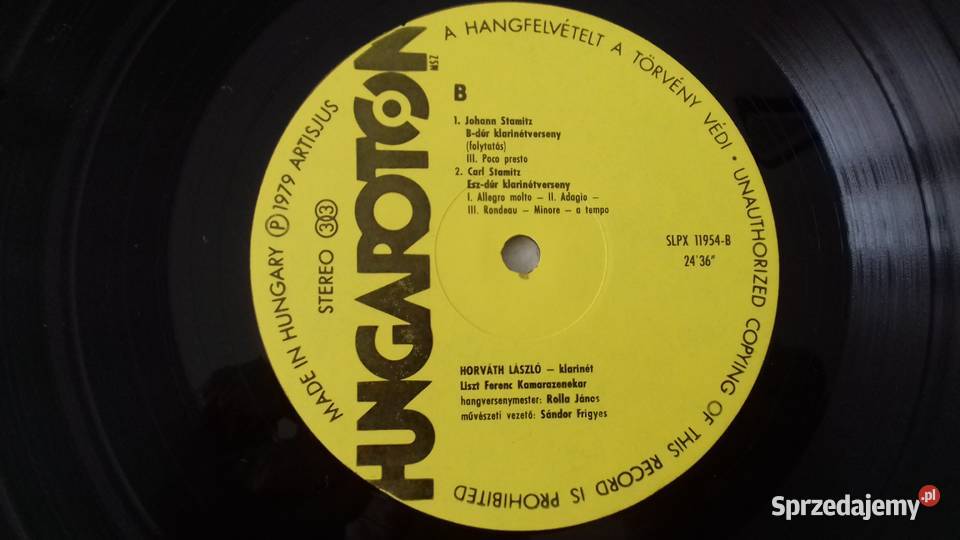 A HANGFELVÉTELT A TÖRVÉNY VÉDI • UNAUTHORIZED COPYING OF THIS RECORD IS PROHIBITED
MADE IN HUNGARY Ⓟ 1979 ARTISJUS
STEREO 33
HUNGAROTON
MSZ
B
1. Johann Stamitz
B-dúr klarinétverseny
(folytatás)
III. Poco presto
2. Carl Stamitz
Esz-dúr klarinétverseny
I. Allegro molto – II. Adagio –
III. Rondeau – Minore – a tempo
SLPX 11954-B
24'36"
HORVÁTH LÁSZLÓ – klarinét
Liszt Ferenc Kamarazenekar
hangversenymester: Rolla János
művészeti vezető: Sándor Frigyes
Sprzedajemy.pl